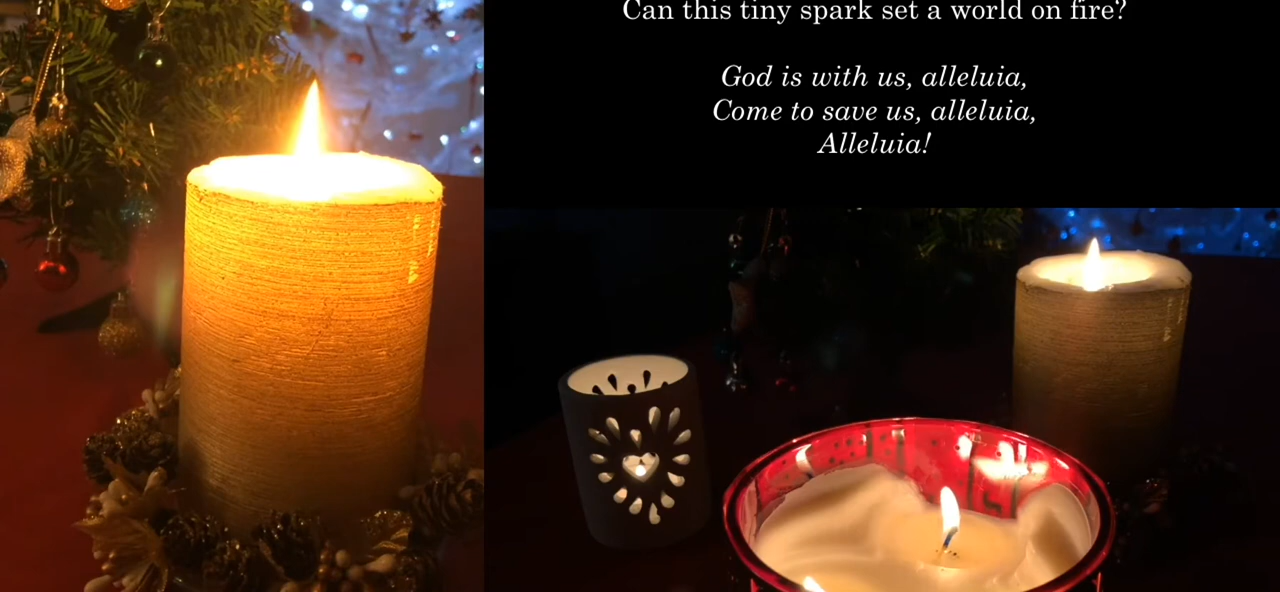 Can this tiny spark set a world on fire?
God is with us, alleluia,
Come to save us, alleluia,
Alleluia!